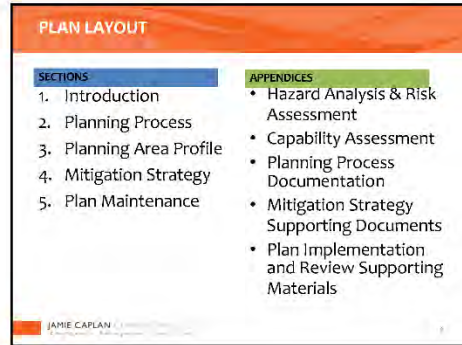 PLAN LAYOUT
SECTIONS
1. Introduction
2. Planning Process
3. Planning Area Profile
4. Mitigation Strategy
5. Plan Maintenance
APPENDICES
• Hazard Analysis & Risk
Assessment
• Capability Assessment
• Planning Process
Documentation
• Mitigation Strategy
Supporting Documents
• Plan Implementation
and Review Supporting
Materials
JAMIE CAPLAN